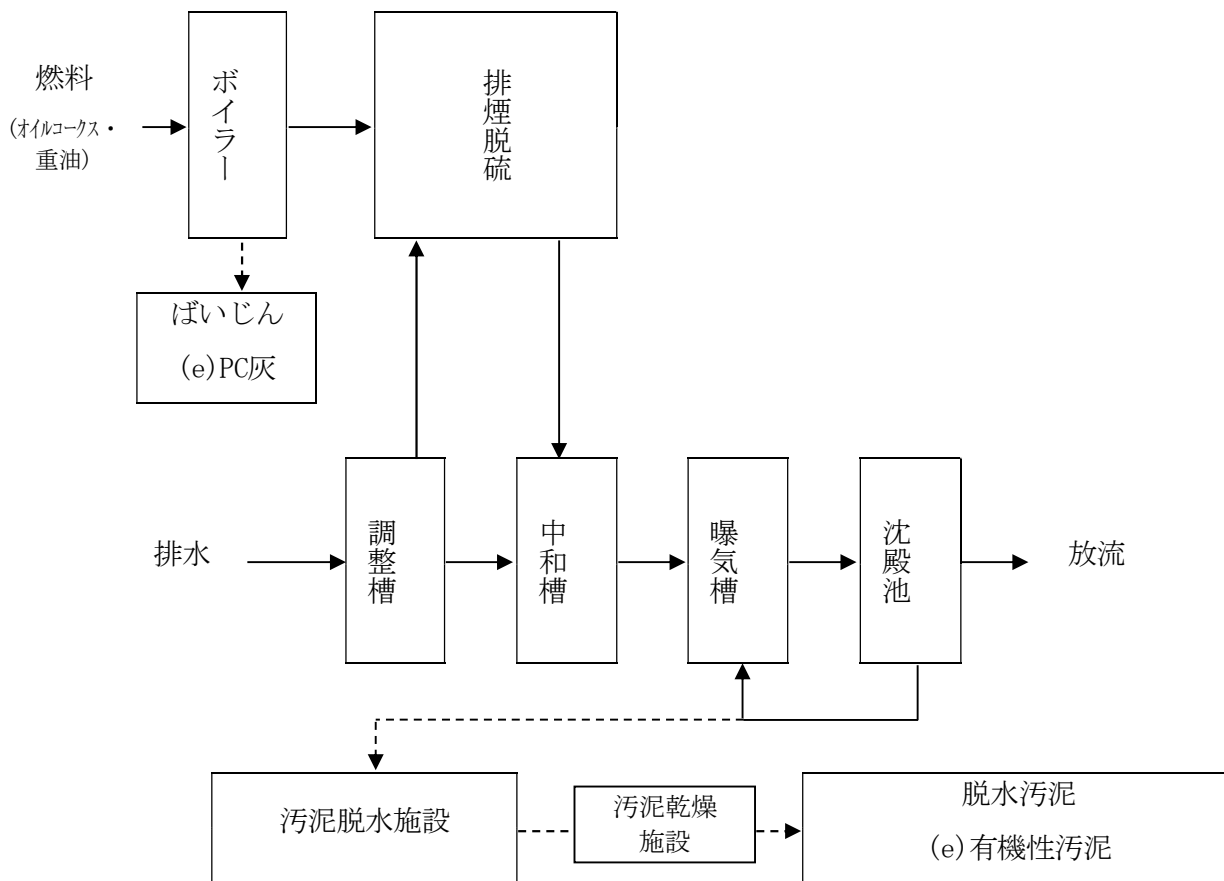 燃料
(オイルコークス・
重油)
ボイラー
排煙脱硫
ばいじん
(e)PC灰
排水
調整槽
中和槽
曝気槽
沈殿池
放流
汚泥脱水施設
汚泥乾燥
施設
脱水汚泥
(e)有機性汚泥